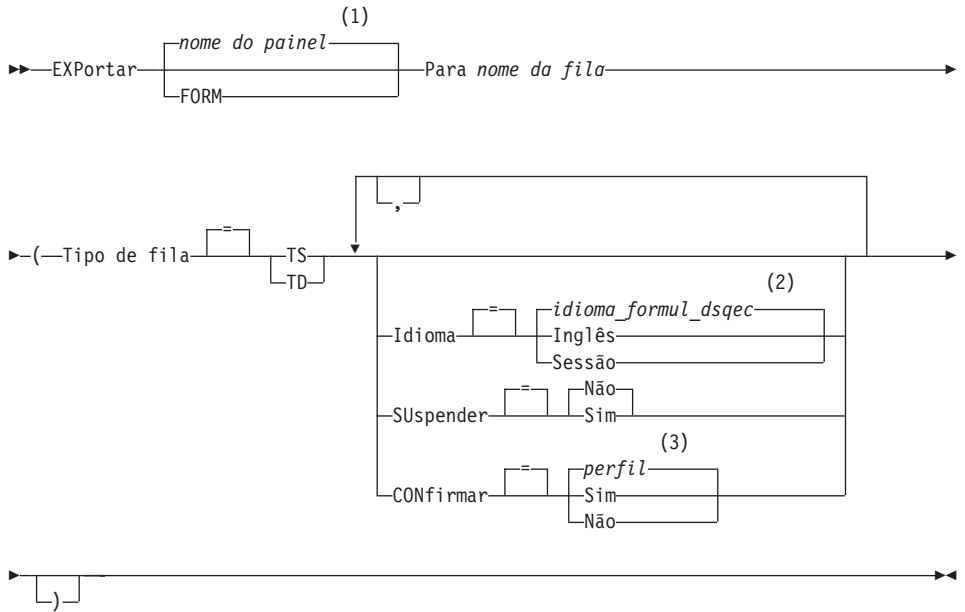 (1)
nome do painel
EXPortar Para nome da fila
FORM
,
( Tipo de fila = TS
TD
(2)
Idioma = idioma_formul_dsqec
Inglês
Sessão
SUspender = Não
Sim
(3)
CONfirmar = perfil
Sim
Não
)